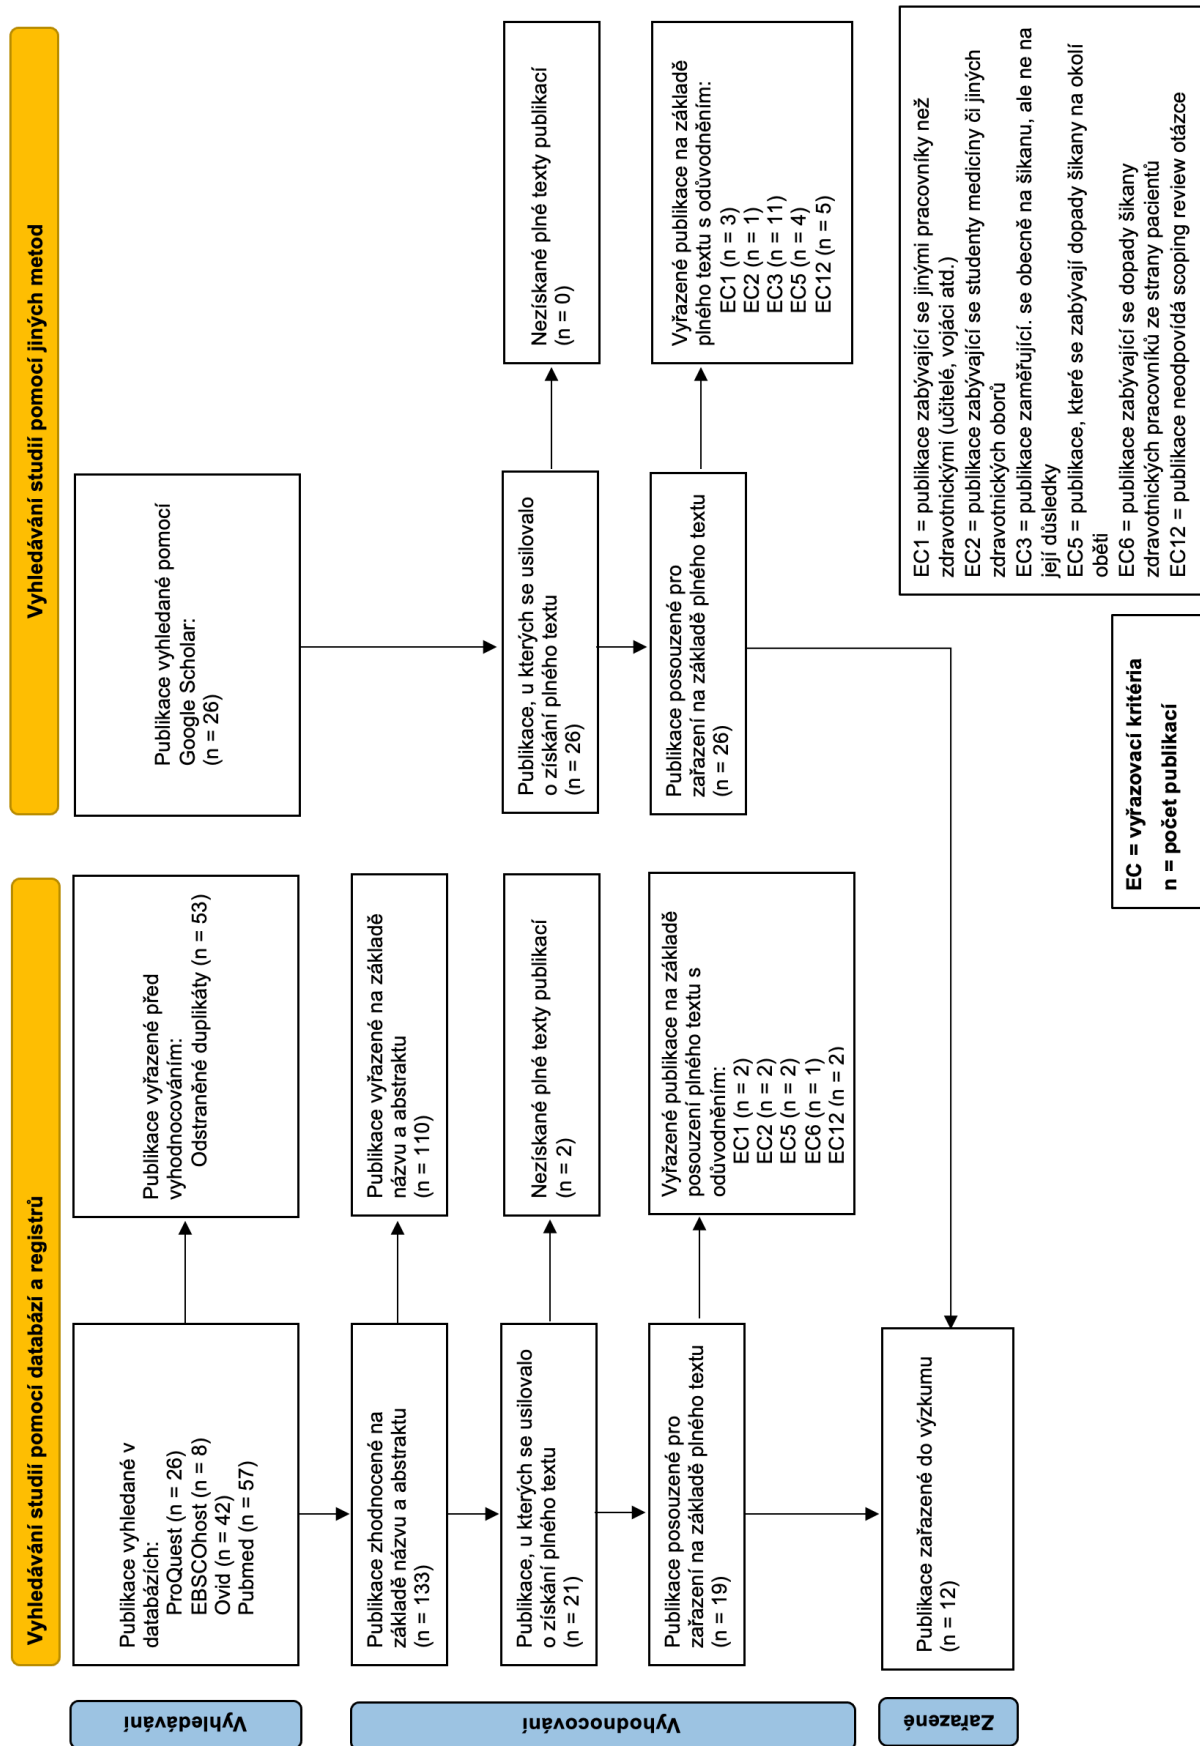 Vyhledávání studií pomocí databází a registrů
Vyhledávání studií pomocí jiných metod
Vyhledávání
Publikace vyhledané v
databázích:
ProQuest (n = 26)
EBSCOhost (n = 8)
Ovid (n = 42)
Pubmed (n = 57)
Publikace vyřazené před
vyhodnocováním:
Odstraněné duplikáty (n = 53)
Publikace vyhledané pomocí
Google Scholar:
(n = 26)
Vyhodnocování
Publikace zhodnocené na
základě názvu a abstraktu
(n = 133)
Publikace vyřazené na základě
názvu a abstraktu
(n = 110)
Publikace, u kterých se usilovalo
o získání plného textu
(n = 21)
Nezískané plné texty publikací
(n = 2)
Publikace, u kterých se usilovalo
o získání plného textu
(n = 26)
Nezískané plné texty publikací
(n = 0)
Publikace posouzené pro
zařazení na základě plného textu
(n = 19)
Vyřazené publikace na základě
posouzení plného textu s
odůvodněním:
EC1 (n = 2)
EC2 (n = 2)
EC5 (n = 2)
EC6 (n = 1)
EC12 (n = 2)
Publikace posouzené pro
zařazení na základě plného textu
(n = 26)
Vyřazené publikace na základě
plného textu s odůvodněním:
EC1 (n = 3)
EC2 (n = 1)
EC3 (n = 11)
EC5 (n = 4)
EC12 (n = 5)
Zařazené
Publikace zařazené do výzkumu
(n = 12)
EC = vyřazovací kritéria
n = počet publikací
EC1 = publikace zabývající se jinými pracovníky než
zdravotnickými (učitelé, vojáci atd.)
EC2 = publikace zabývající se studenty medicíny či jiných
zdravotnických oborů
EC3 = publikace zaměřující. se obecně na šikanu, ale ne na
její důsledky
EC5 = publikace, které se zabývají dopady šikany na okolí
oběti
EC6 = publikace zabývající se dopady šikany
zdravotnických pracovníků ze strany pacientů
EC12 = publikace neodpovídá scoping review otázce